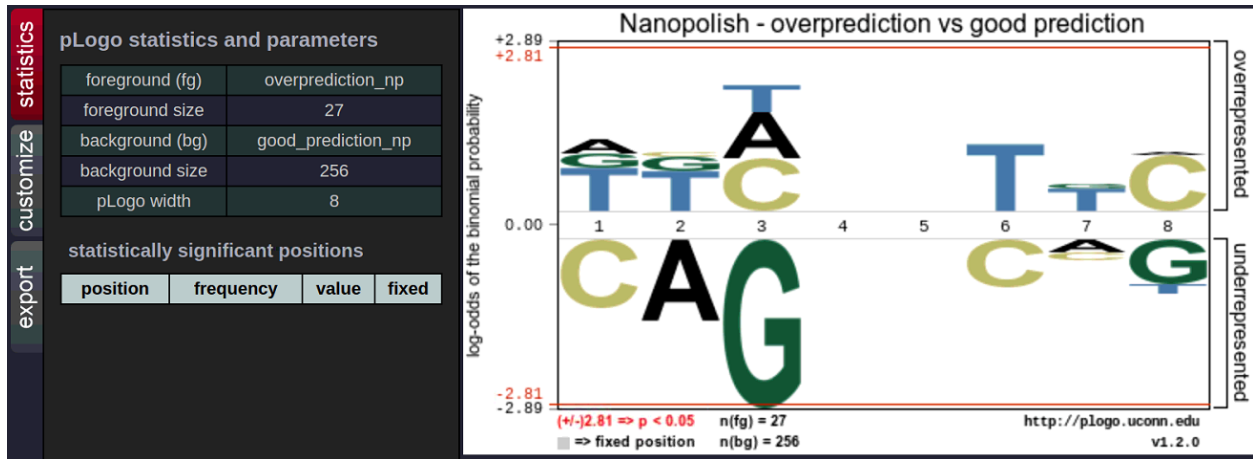 statistics
customize
export
pLogo statistics and parameters
foreground (fg) overprediction_np
foreground size 27
background (bg) good_prediction_np
background size 256
pLogo width 8
statistically significant positions
position frequency value fixed
Nanopolish - overprediction vs good prediction
+2.89
+2.81
0.00
-2.81
-2.89
log-odds of the binomial probability
A T
G G A A
T T C T T C
1 2 3 4 5 6 7 8
C A G C A G
C T
overrepresented
underrepresented
(+/-)2.81 => p < 0.05 n(fg) = 27 http://plogo.uconn.edu
=> fixed position n(bg) = 256 v1.2.0